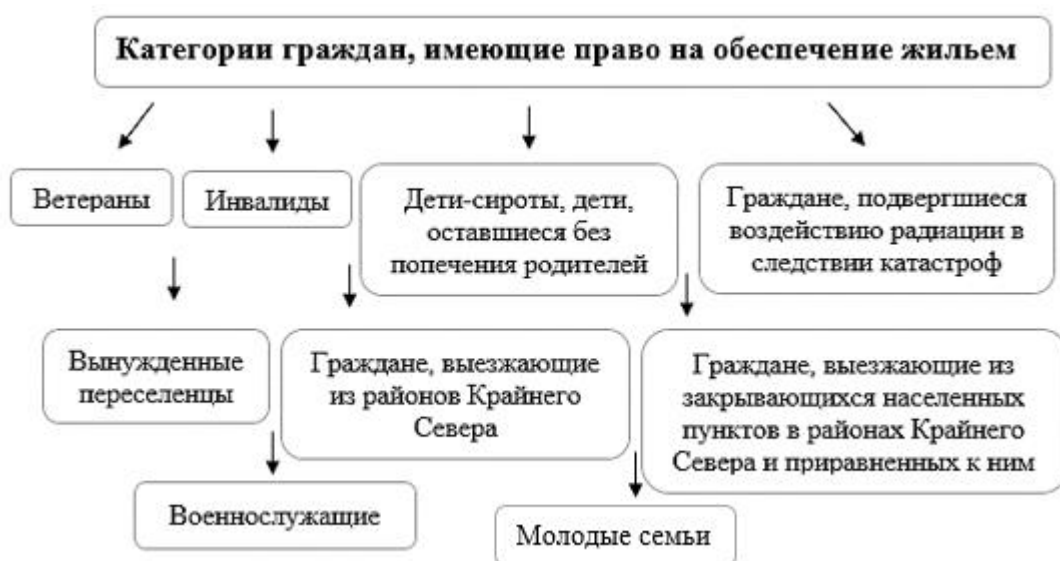 Категории граждан, имеющие право на обеспечение жильем
Ветераны
Инвалиды
Дети-сироты, дети,
оставшиеся без
попечения родителей
Граждане, подвергшиеся
воздействию радиации в
следствии катастроф
Вынужденные
переселенцы
Граждане, выезжающие
из районов Крайнего
Севера
Граждане, выезжающие из
закрывающихся населенных
пунктов в районах Крайнего
Севера и приравненных к ним
Военнослужащие
Молодые семьи